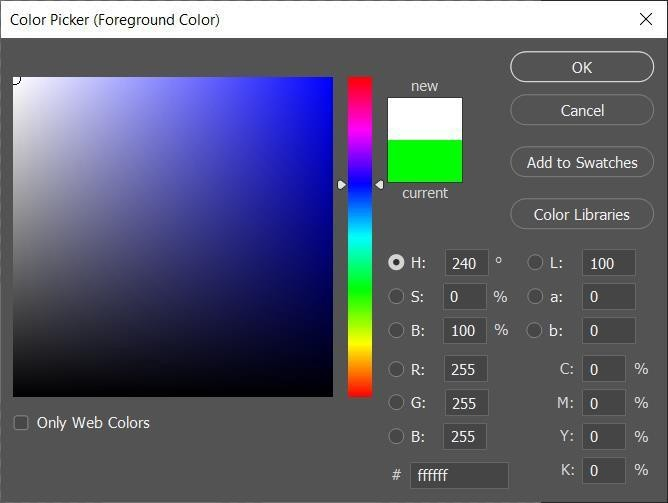 Color Picker (Foreground Color)
new
current
OK
Cancel
Add to Swatches
Color Libraries
H: 240 ° L: 100
S: 0 % a: 0
B: 100 % b: 0
R: 255 C: 0 %
G: 255 M: 0 %
B: 255 Y: 0 %
# ffffff K: 0 %
Only Web Colors